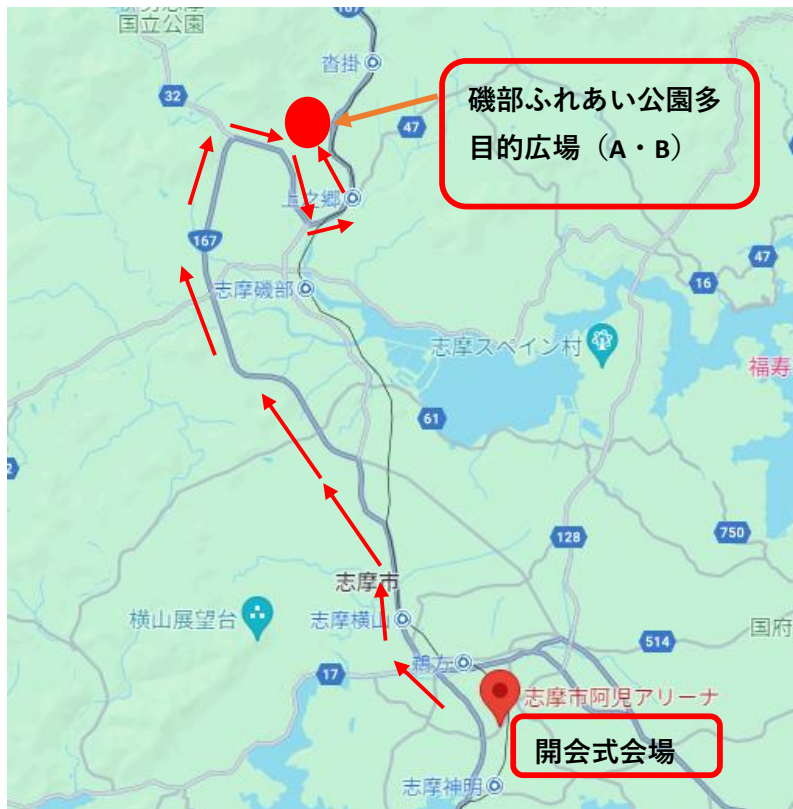 国立公園
167
沓掛
32
47
磯部ふれあい公園多
目的広場（A・B）
上之郷
167
志摩磯部
47
16
志摩スペイン村
福寿
61
750
128
志摩市
横山展望台
志摩横山
514
国府
17
鵜方
志摩市阿児アリーナ
開会式会場
志摩神明